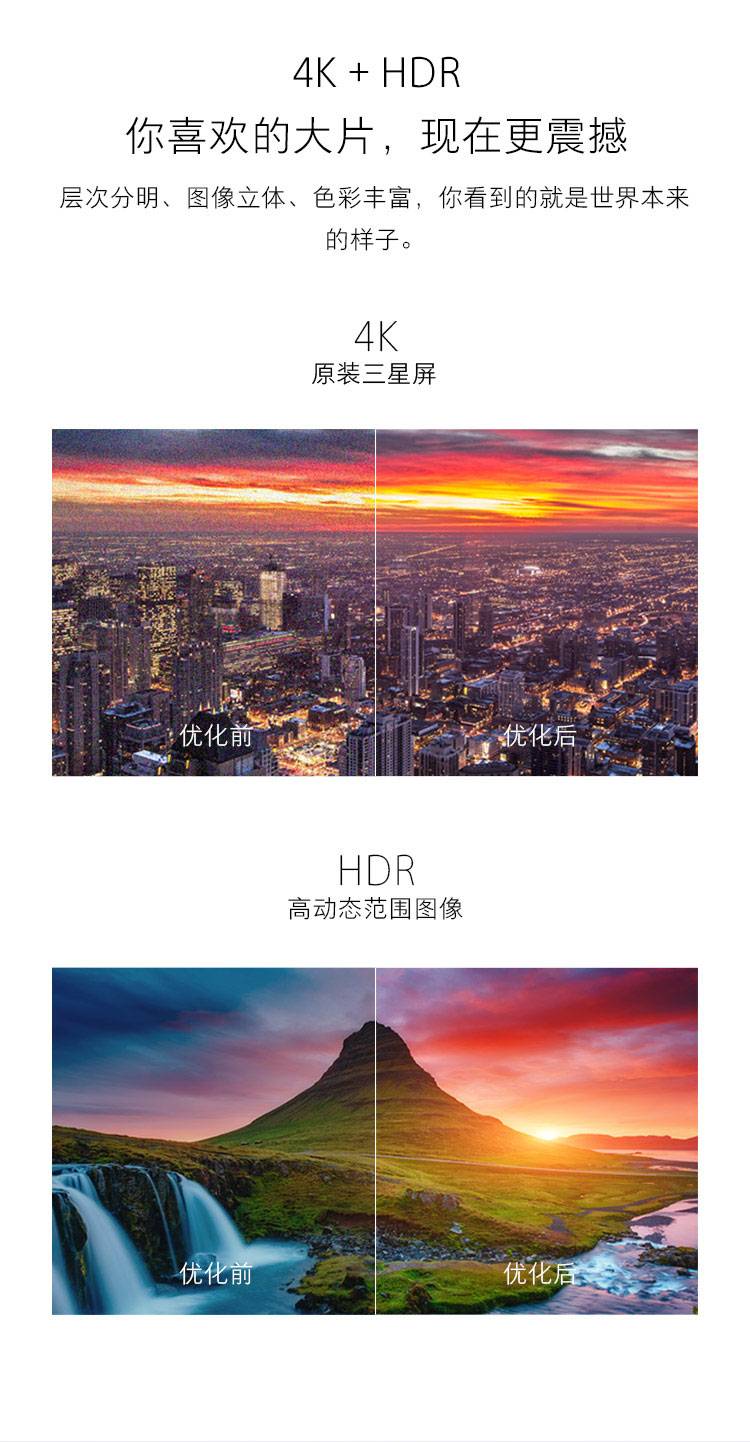 4K + HDR
你喜欢的大片，现在更震撼
层次分明、图像立体、色彩丰富，你看到的就是世界本来
的样子。
4K
原装三星屏
优化前
优化后
HDR
高动态范围图像
优化前
优化后